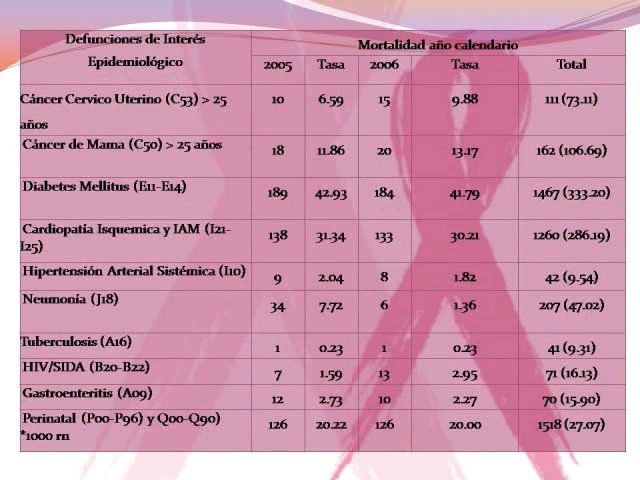 Defunciones de Interés
Epidemiológico
Mortalidad año calendario
2005 Tasa 2006 Tasa Total
Cáncer Cervico Uterino (C53) > 25
años
10 6.59 15 9.88 111 (73.11)
Cáncer de Mama (C50) > 25 años
18 11.86 20 13.17 162 (106.69)
Diabetes Mellitus (E11-E14)
189 42.93 184 41.79 1467 (333.20)
Cardiopatía Isquemica y IAM (I21-
I25)
138 31.34 133 30.21 1260 (286.19)
Hipertensión Arterial Sistémica (I10)
9 2.04 8 1.82 42 (9.54)
Neumonía (J18)
34 7.72 6 1.36 207 (47.02)
Tuberculosis (A16)
1 0.23 1 0.23 41 (9.31)
HIV/SIDA (B20-B22)
7 1.59 13 2.95 71 (16.13)
Gastroenteritis (A09)
12 2.73 10 2.27 70 (15.90)
Perinatal (P00-P96) y Q00-Q90)
*1000 rn
126 20.22 126 20.00 1518 (27.07)